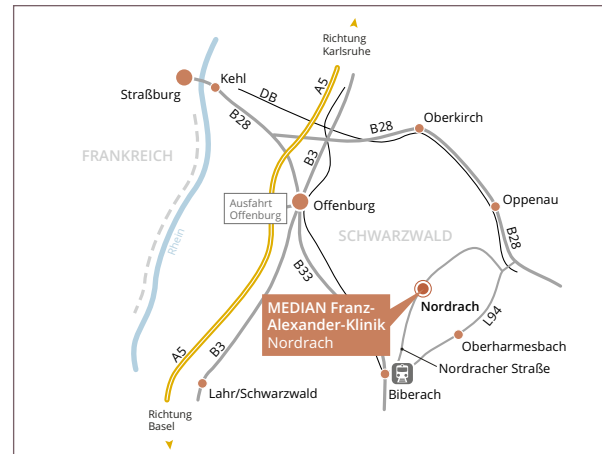 Richtung
Karlsruhe
Kehl
Straßburg
DB
A5
B28
B28
Oberkirch
B3
FRANKREICH
Oppenau
Ausfahrt
Offenburg
Offenburg
SCHWARZWALD
B28
Rhein
B33
MEDIAN Franz-
Alexander-Klinik
Nordrach
Nordrach
L94
A5
B3
Oberharmesbach
Nordracher Straße
Lahr/Schwarzwald
Biberach
Richtung
Basel